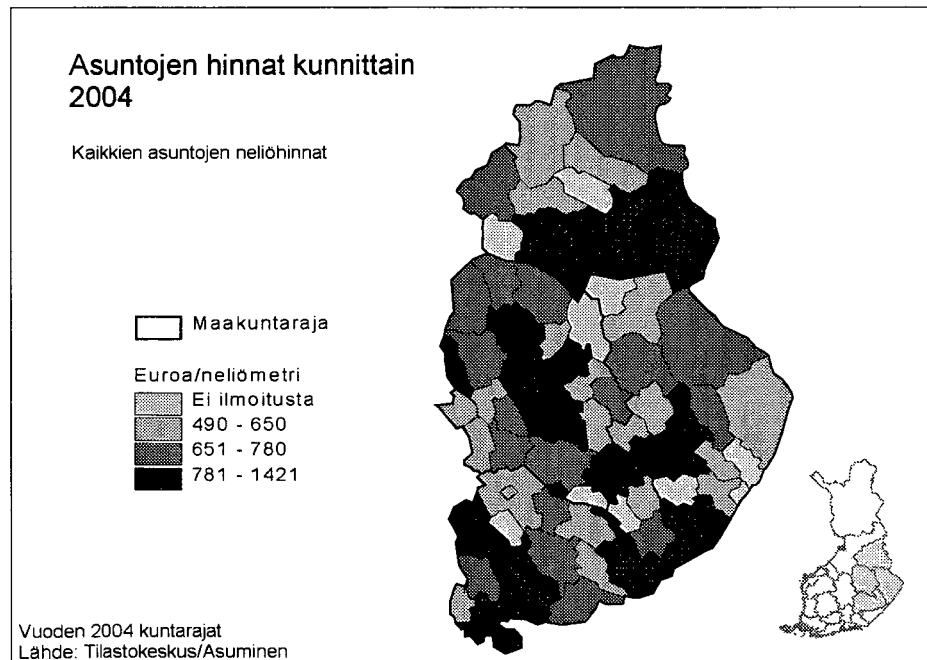 Asuntojen hinnat kunnittain
2004
Kaikkien asuntojen neliöhinnat
Maakuntaraja
Euroa/neliömetri
Ei ilmoitusta
490 - 650
651 - 780
781 - 1421
Vuoden 2004 kuntarajat
Lähde: Tilastokeskus/Asuminen